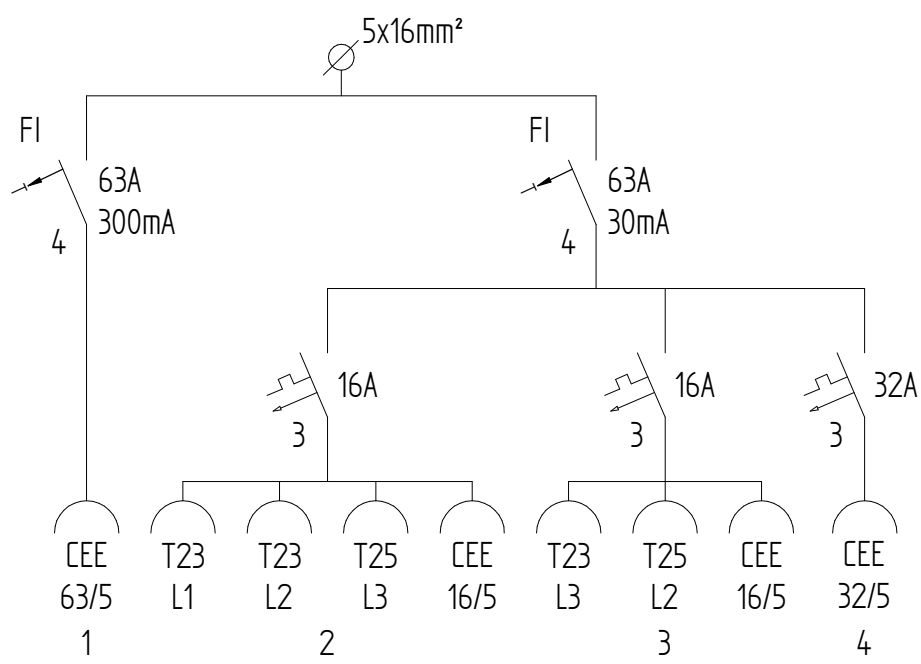 5x16mm²
FI
63A
300mA
4
FI
63A
30mA
4
16A
3
16A
3
32A
3
CEE
63/5
T23
L1
T23
L2
T25
L3
CEE
16/5
T23
L3
T25
L2
CEE
16/5
CEE
32/5
1
2
3
4